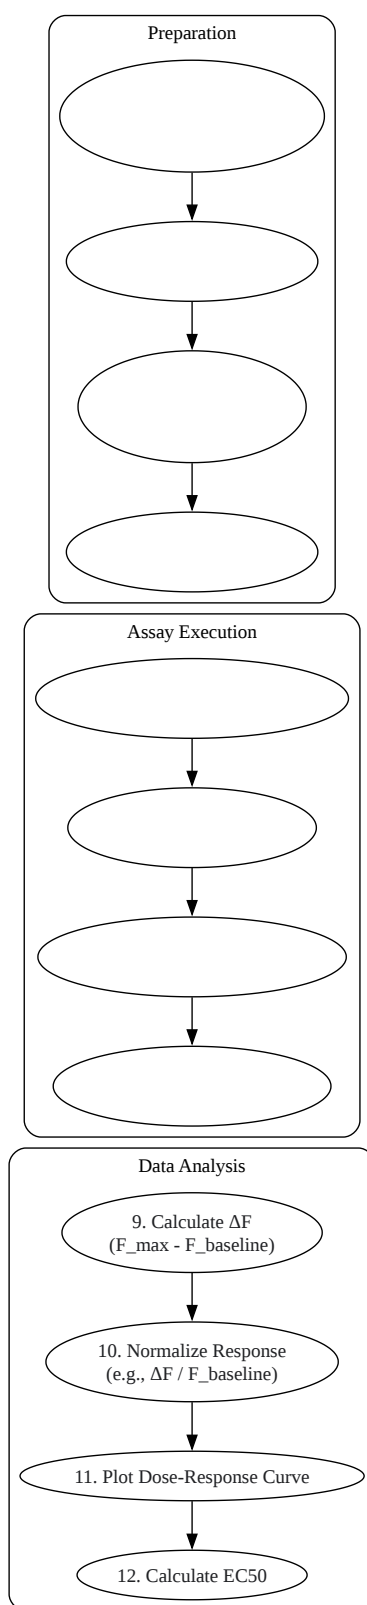 Preparation
Assay Execution
Data Analysis
9. Calculate ΔF
(F_max - F_baseline)
10. Normalize Response
(e.g., ΔF / F_baseline)
11. Plot Dose-Response Curve
12. Calculate EC50